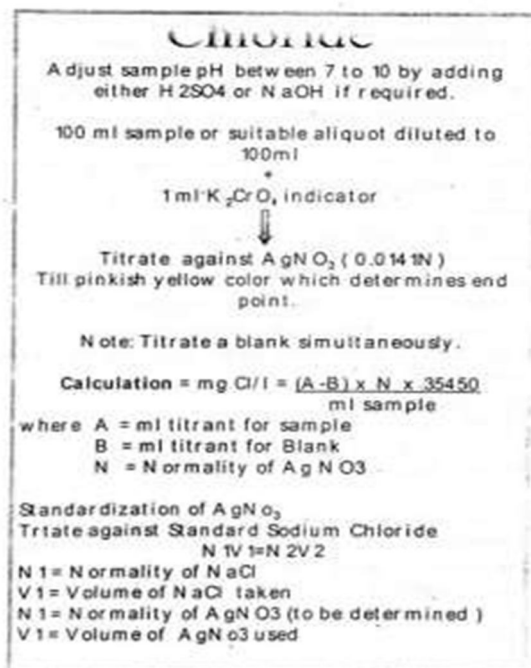 Chloride
Adjust sample pH between 7 to 10 by adding
either H2SO4 or NaOH if required.
100 ml sample or suitable aliquot diluted to
100ml
+
1ml K2CrO4 indicator
Titrate against AgNO2 (0.0141N)
Till pinkish yellow color which determines end
point.
Note: Titrate a blank simultaneously.
Calculation = mg Cl/l = (A-B) x N x 35450
ml sample
where A = ml titrant for sample
B = ml titrant for Blank
N = Normality of AgNO3
Standardization of AgNo3
Trtate against Standard Sodium Chloride
N1V1=N2V2
N1= Normality of NaCl
V1= Volume of NaCl taken
N1= Normality of AgNO3 (to be determined)
V1= Volume of AgNo3 used